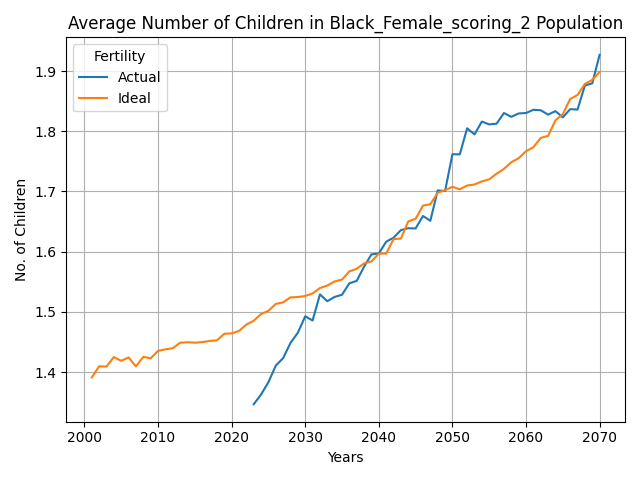 Average Number of Children in Black_Female_scoring_2 Population
Fertility
Actual
Ideal
No. of Children
1.9
1.8
1.7
1.6
1.5
1.4
2000 2010 2020 2030 2040 2050 2060 2070
Years